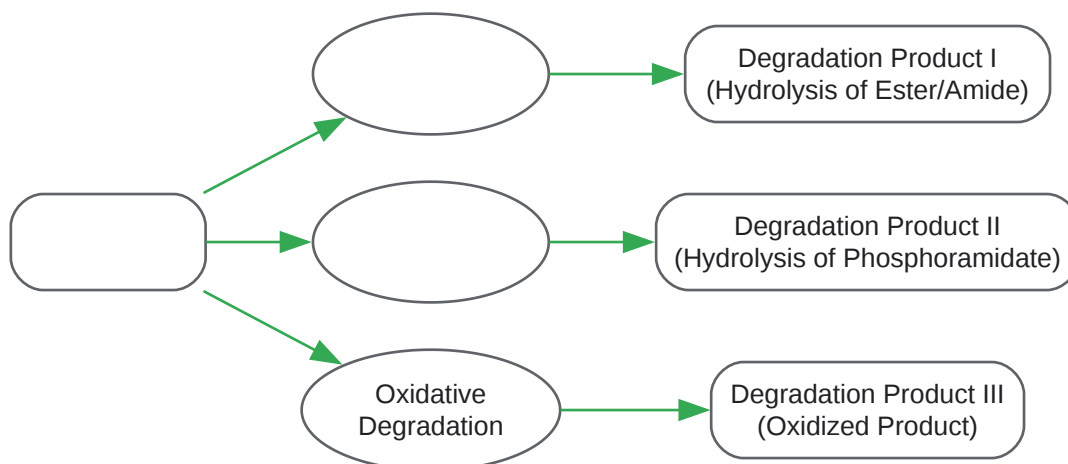 Degradation Product I
(Hydrolysis of Ester/Amide)
Degradation Product II
(Hydrolysis of Phosphoramidate)
Oxidative
Degradation
Degradation Product III
(Oxidized Product)